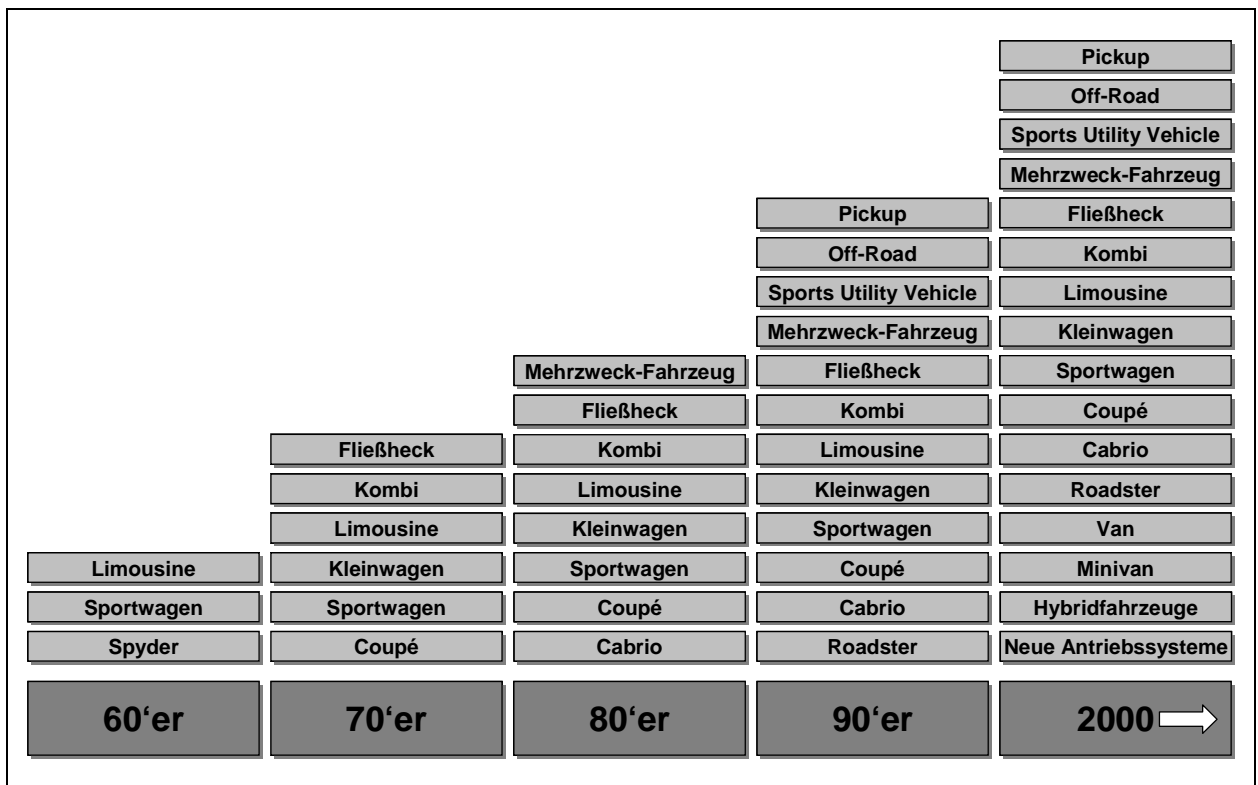 Limousine
Sportwagen
Spyder
60‘er
Fließheck
Kombi
Limousine
Kleinwagen
Sportwagen
Coupé
70‘er
Mehrzweck-Fahrzeug
Fließheck
Kombi
Limousine
Kleinwagen
Sportwagen
Coupé
Cabrio
80‘er
Pickup
Off-Road
Sports Utility Vehicle
Mehrzweck-Fahrzeug
Fließheck
Kombi
Limousine
Kleinwagen
Sportwagen
Coupé
Cabrio
Roadster
90‘er
Pickup
Off-Road
Sports Utility Vehicle
Mehrzweck-Fahrzeug
Fließheck
Kombi
Limousine
Kleinwagen
Sportwagen
Coupé
Cabrio
Roadster
Van
Minivan
Hybridfahrzeuge
Neue Antriebssysteme
2000